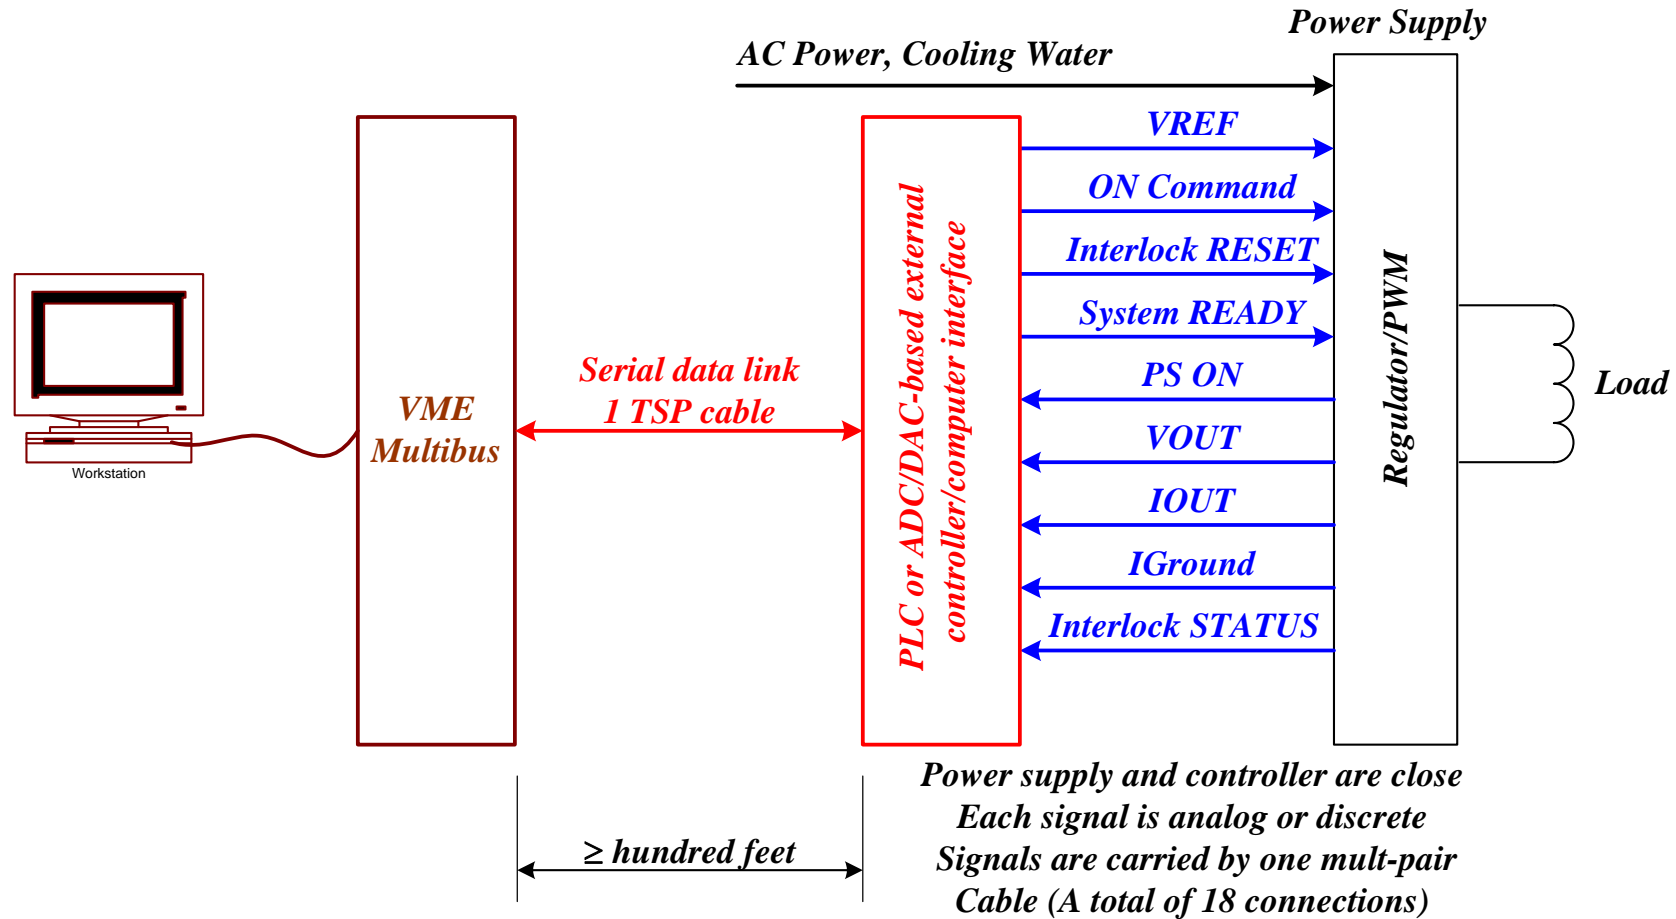 Power Supply
AC Power, Cooling Water
VREF
ON Command
Interlock RESET
System READY
PS ON
VOUT
IOUT
IGround
Interlock STATUS
Workstation
VME
Multibus
Serial data link
1 TSP cable
PLC or ADC/DAC-based external
controller/computer interface
Regulator/PWM
Load
≥ hundred feet
Power supply and controller are close
Each signal is analog or discrete
Signals are carried by one mult-pair
Cable (A total of 18 connections)